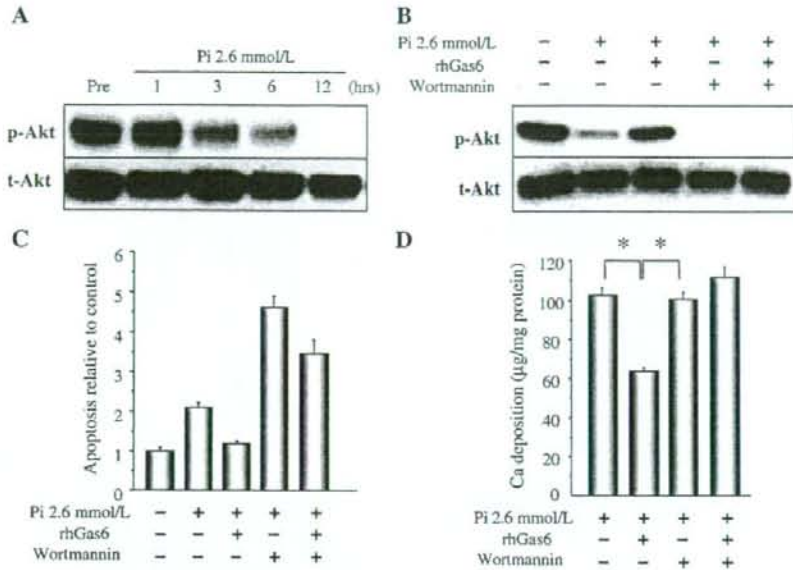 A
Pi 2.6 mmol/L
Pre 1 3 6 12 (hrs)
p-Akt
t-Akt
B
Pi 2.6 mmol/L − + + + +
rhGas6 − − + − +
Wortmannin − − − + +
p-Akt
t-Akt
C
Apoptosis relative to control
6
5
4
3
2
1
0
Pi 2.6 mmol/L − + + + +
rhGas6 − − + − +
Wortmannin − − − + +
D
* *
Ca deposition (µg/mg protein)
120
100
80
60
40
20
0
Pi 2.6 mmol/L + + + +
rhGas6 − + − +
Wortmannin − − + +